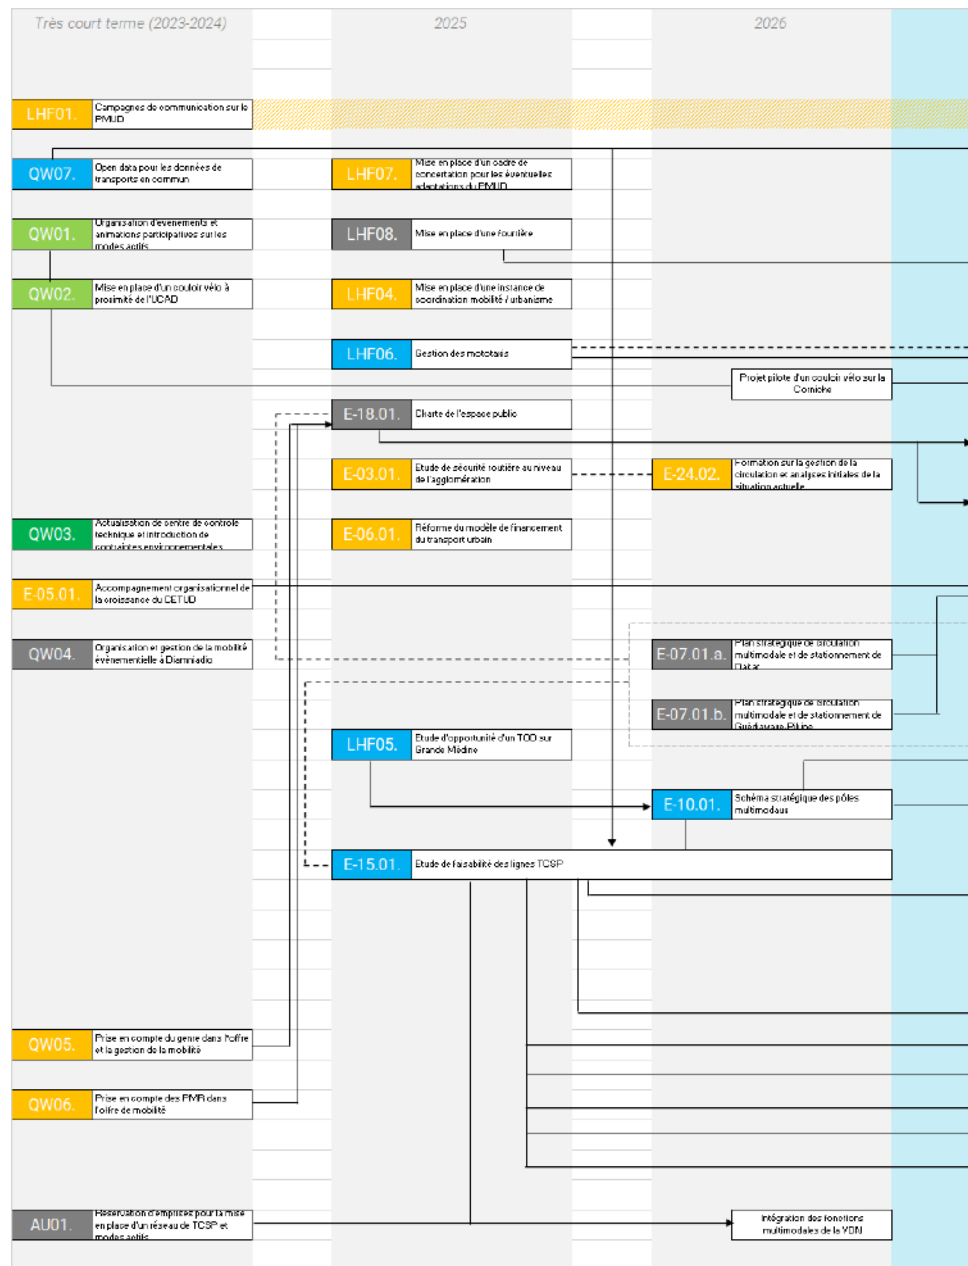 Très court terme (2023-2024)
2025
2026
LHF01.
Campagnes de communication sur le
PMUD
QW07.
Open data pour les données de
transports en commun
LHF07.
Mise en place d'un cadre de
concertation pour les éventuelles
adaptations du PMUD
QW01.
Organisation d'événements et
animations participatives sur les
modes actifs
LHF08.
Mise en place d'une fourrière
QW02.
Mise en place d'un couloir vélo à
proximité de l'UCAD
LHF04.
Mise en place d'une instance de
coordination mobilité / urbanisme
LHF06.
Gestion des mototaxis
Projet pilote d'un couloir vélo sur la
Corniche
E-18.01.
Charte de l'espace public
E-03.01.
Etude de sécurité routière au niveau
de l'agglomération
E-24.02.
Formation sur la gestion de la
circulation et analyses initiales de la
situation actuelle
QW03.
Actualisation de centre de contrôle
technique et introduction de
contraintes environnementales
E-06.01.
Réforme du modèle de financement
du transport urbain
E-05.01.
Accompagnement organisationnel de
la croissance du CETUD
QW04.
Organisation et gestion de la mobilité
événementielle à Diamniadio
E-07.01.a.
Plan stratégique de circulation
multimodale et de stationnement de
Dakar
E-07.01.b.
Plan stratégique de circulation
multimodale et de stationnement de
Guédiawaye-Pikine
LHF05.
Etude d'opportunité d'un TOD sur
Grande Médine
E-10.01.
Schéma stratégique des pôles
multimodaux
E-15.01.
Etude de faisabilité des lignes TCSP
QW05.
Prise en compte du genre dans l'offre
et la gestion de la mobilité
QW06.
Prise en compte des PMR dans
l'offre de mobilité
AU01.
Réservation d'emprises pour la mise
en place d'un réseau de TCSP et
modes actifs
Intégration des fonctions
multimodales de la VDN